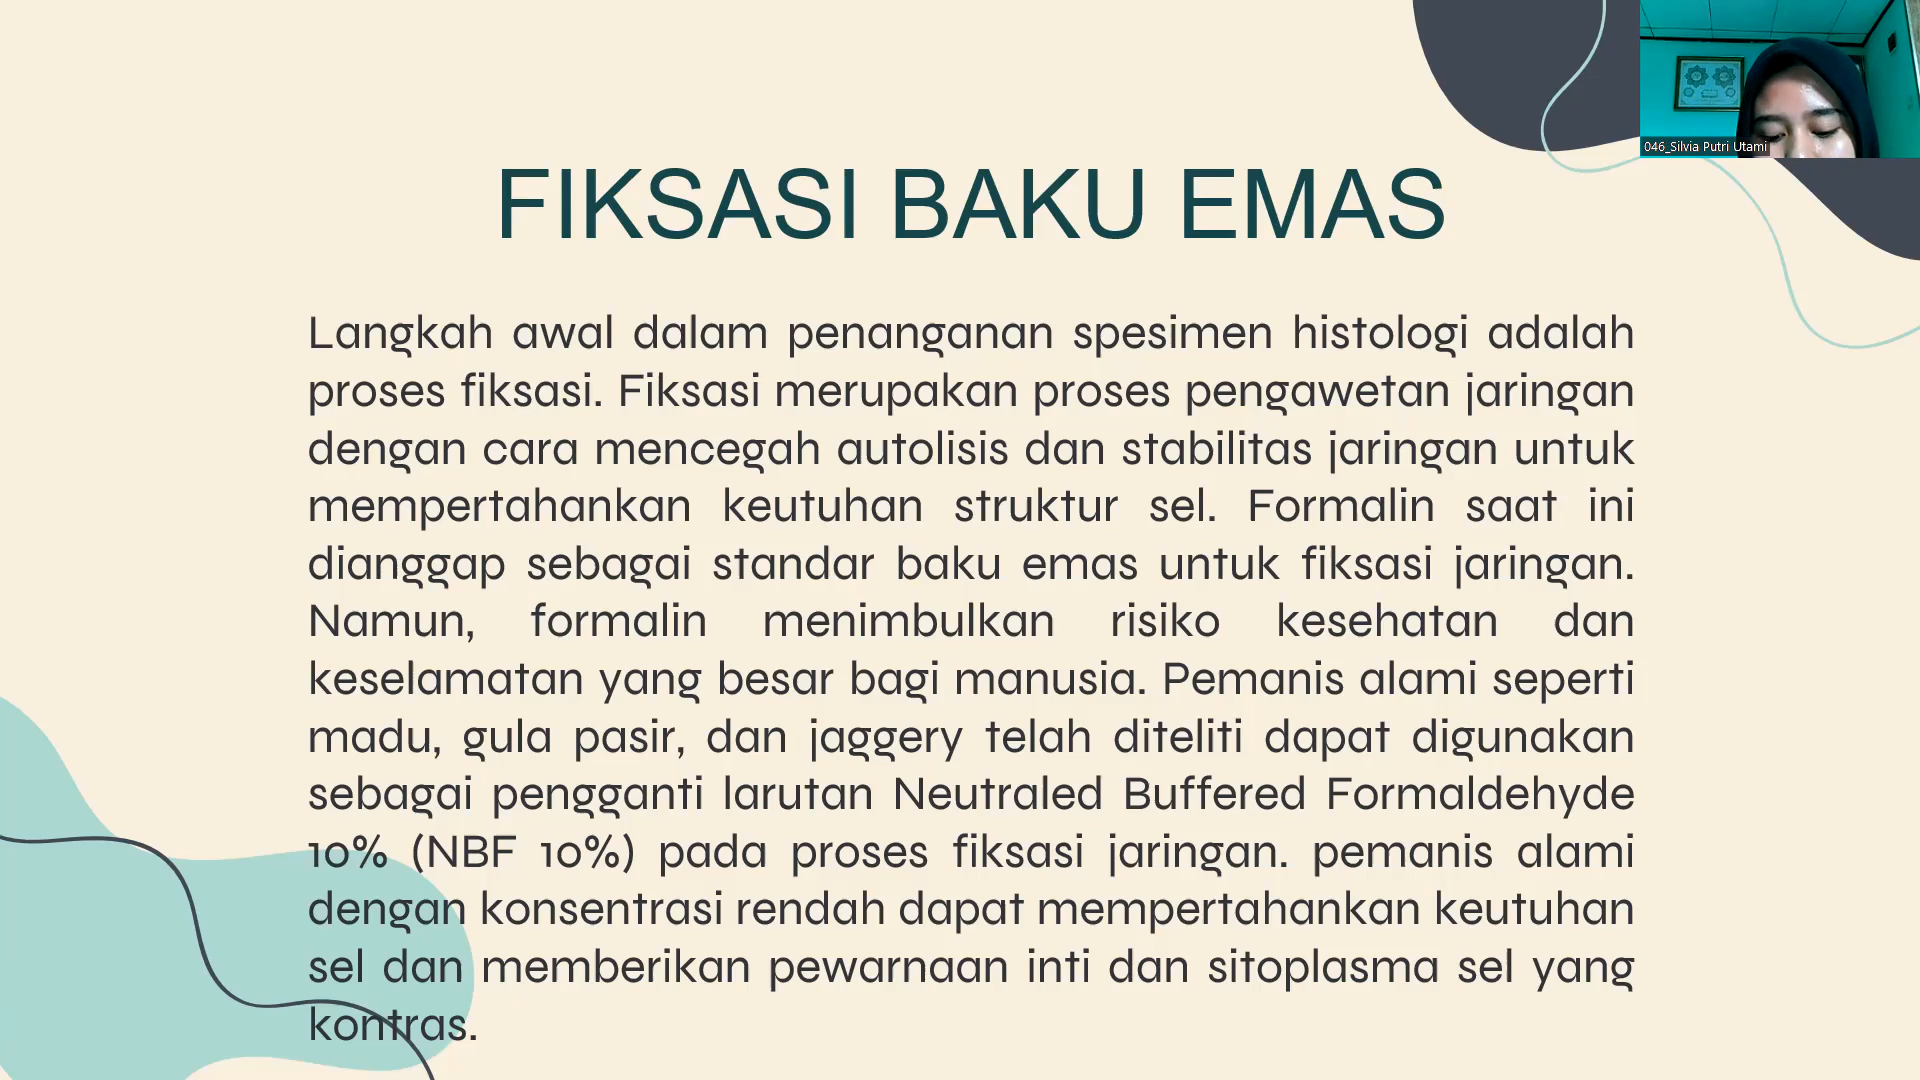 046_Silvia Putri Utami
FIKSASI BAKU EMAS
Langkah awal dalam penanganan spesimen histologi adalah
proses fiksasi. Fiksasi merupakan proses pengawetan jaringan
dengan cara mencegah autolisis dan stabilitas jaringan untuk
mempertahankan keutuhan struktur sel. Formalin saat ini
dianggap sebagai standar baku emas untuk fiksasi jaringan.
Namun, formalin menimbulkan risiko kesehatan dan
keselamatan yang besar bagi manusia. Pemanis alami seperti
madu, gula pasir, dan jaggery telah diteliti dapat digunakan
sebagai pengganti larutan Neutraled Buffered Formaldehyde
10% (NBF 10%) pada proses fiksasi jaringan. pemanis alami
dengan konsentrasi rendah dapat mempertahankan keutuhan
sel dan memberikan pewarnaan inti dan sitoplasma sel yang
kontras.